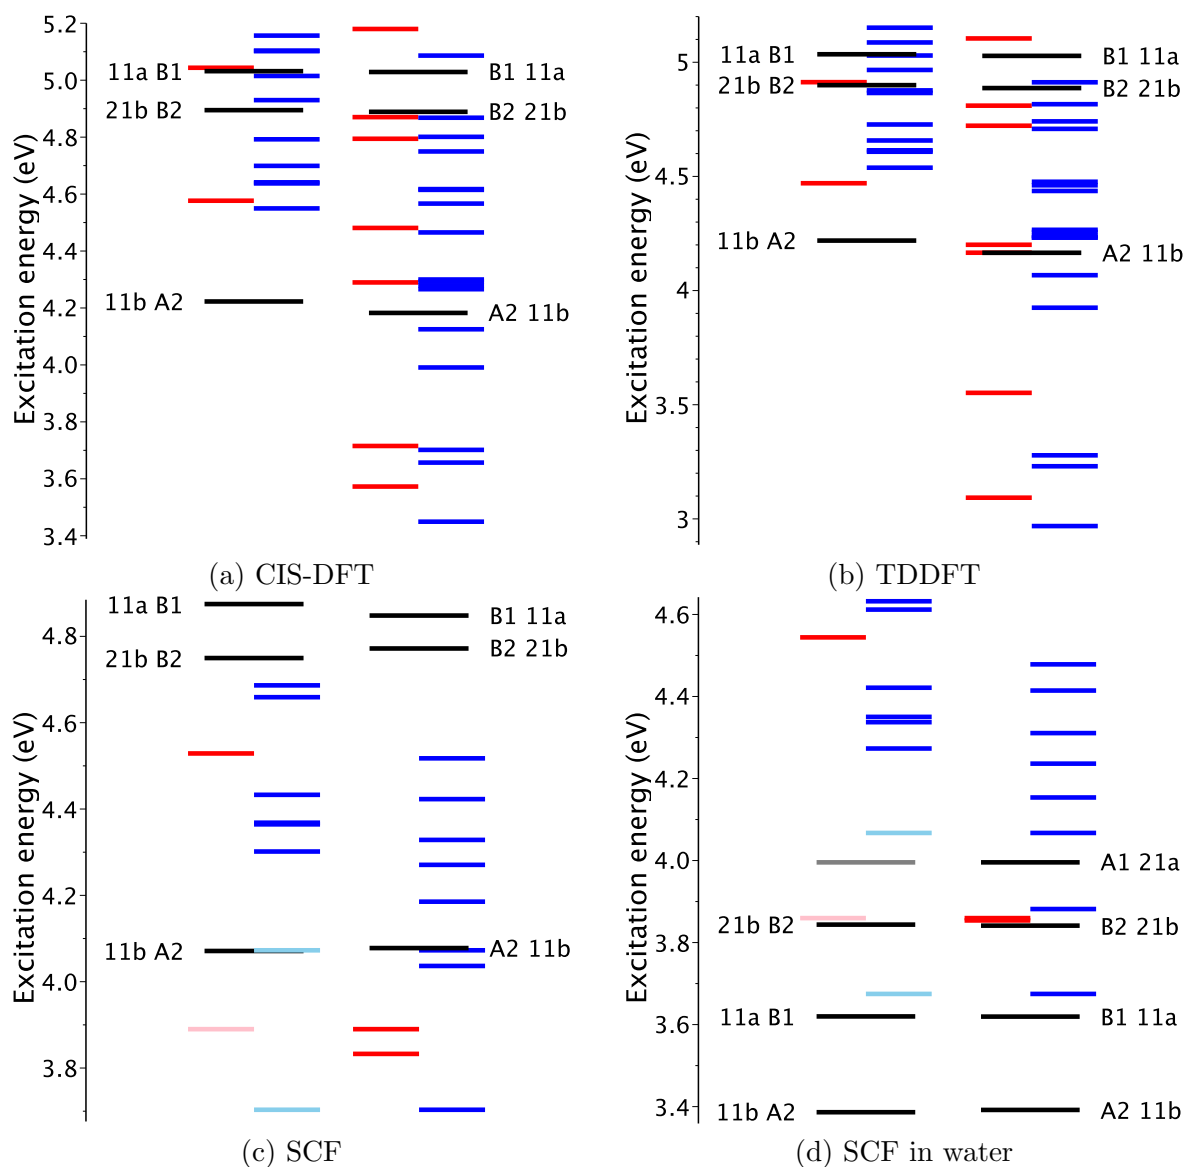 Excitation energy (eV)
5.2
5.0
4.8
4.6
4.4
4.2
4.0
3.8
3.6
3.4
11a B1
21b B2
11b A2
B1 11a
B2 21b
A2 11b
(a) CIS-DFT
Excitation energy (eV)
5
4.5
4
3.5
3
11a B1
21b B2
11b A2
B1 11a
B2 21b
A2 11b
(b) TDDFT
Excitation energy (eV)
4.8
4.6
4.4
4.2
4.0
3.8
11a B1
21b B2
11b A2
B1 11a
B2 21b
A2 11b
(c) SCF
Excitation energy (eV)
4.6
4.4
4.2
4.0
3.8
3.6
3.4
21b B2
11a B1
11b A2
A1 21a
B2 21b
B1 11a
A2 11b
(d) SCF in water